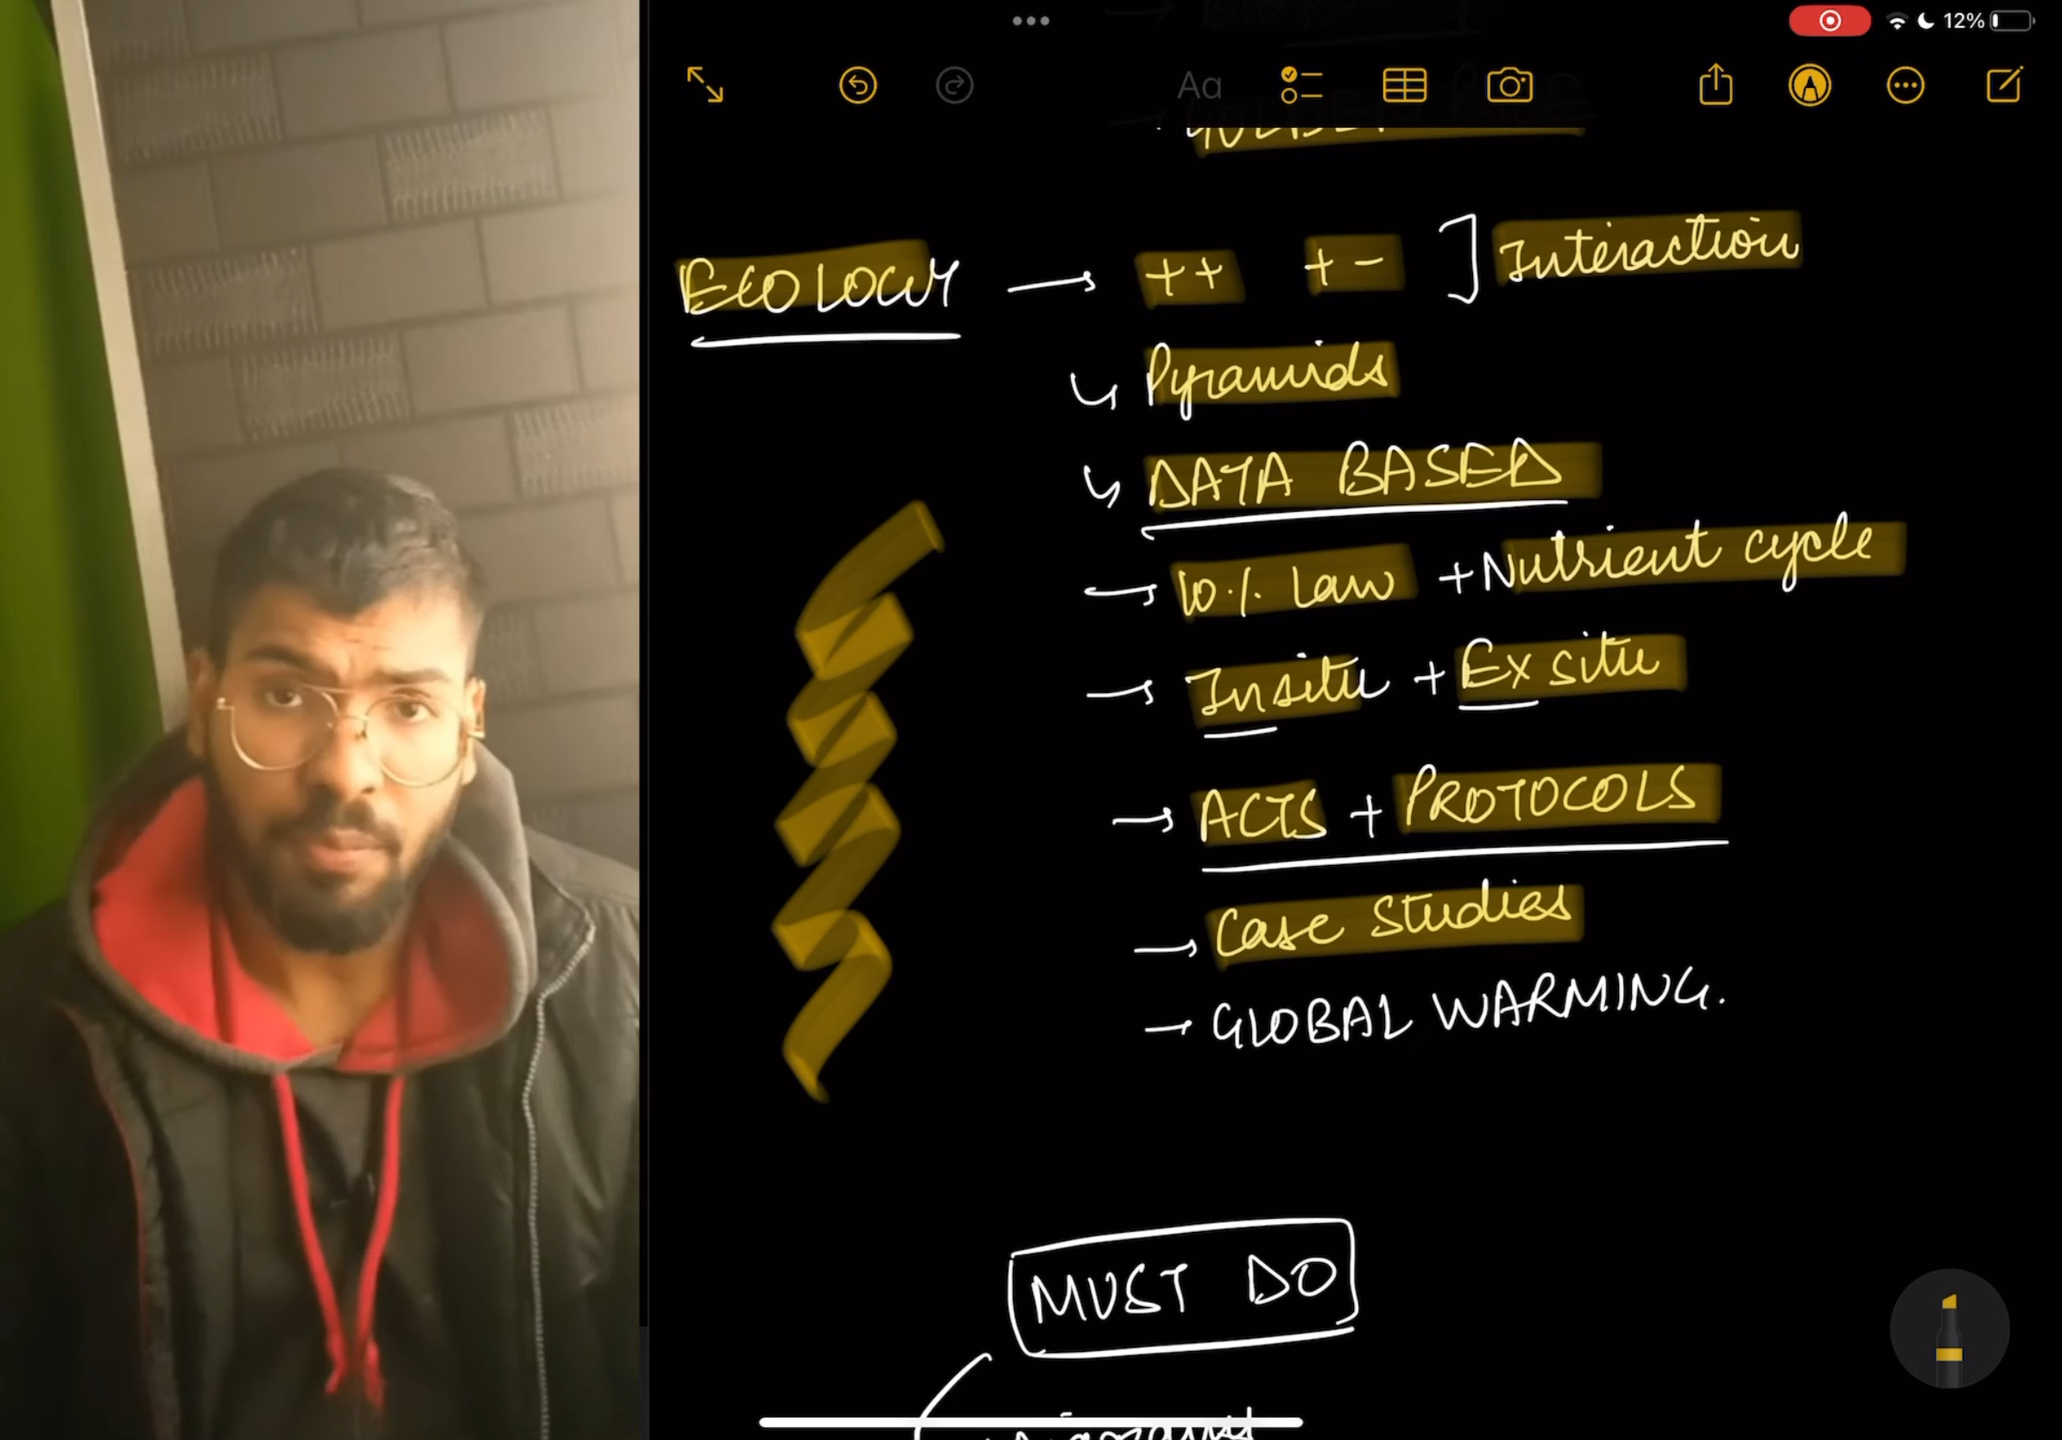 12%
Aa
ECOLOGY → ++ +- ] Interaction
↳ Pyramids
↳ DATA BASED
→ 10% law + Nutrient cycle
→ Insitu + Ex situ
→ ACTS + PROTOCOLS
→ Case Studies
→ GLOBAL WARMING.
MUST DO